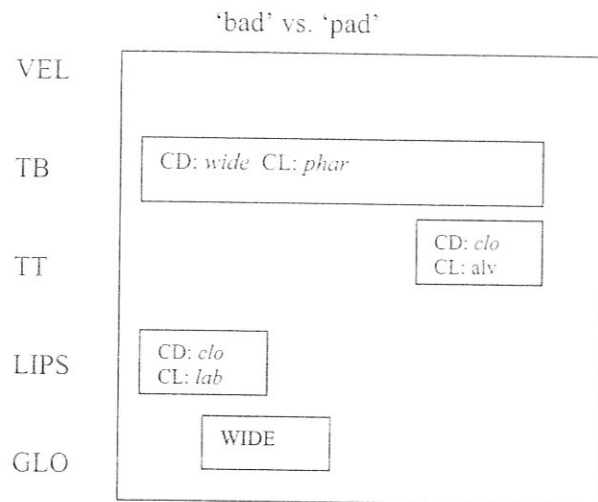 'bad' vs. 'pad'
VEL
TB
CD: wide CL: phar
CD: clo
CL: alv
TT
CD: clo
CL: lab
LIPS
WIDE
GLO